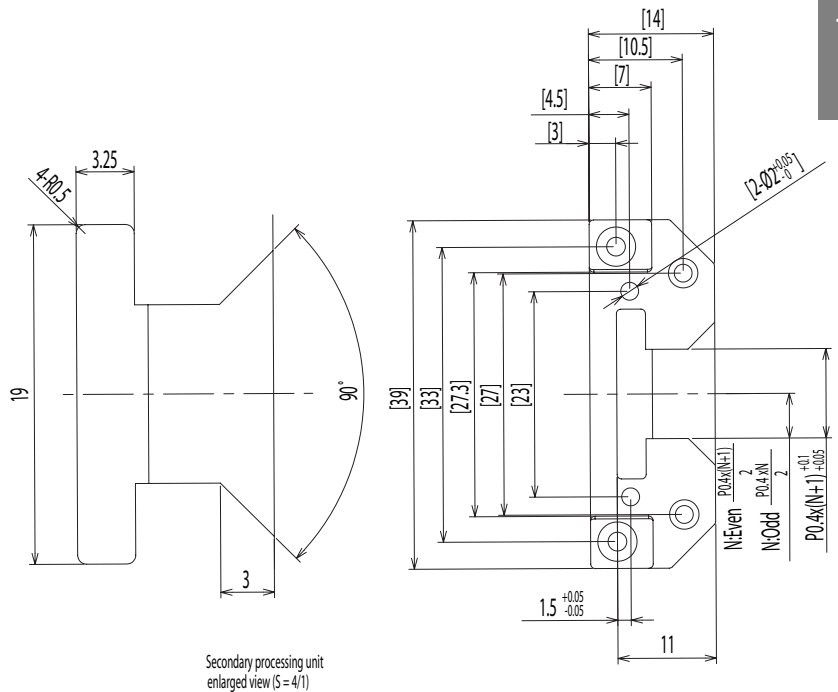 [14]
[10.5]
[7]
[4.5]
[3]
[2-Ø2 +0.05 -0 ]
3.25
4-R0.5
19
90°
3
[39]
[33]
[27.3]
[27]
[23]
N:Even P0.4x(N+1) 2
N:Odd P0.4 xN 2
P0.4x(N+1) +0.1 +0.05
1.5 +0.05 -0.05
11
Secondary processing unit
enlarged view (S = 4/1)